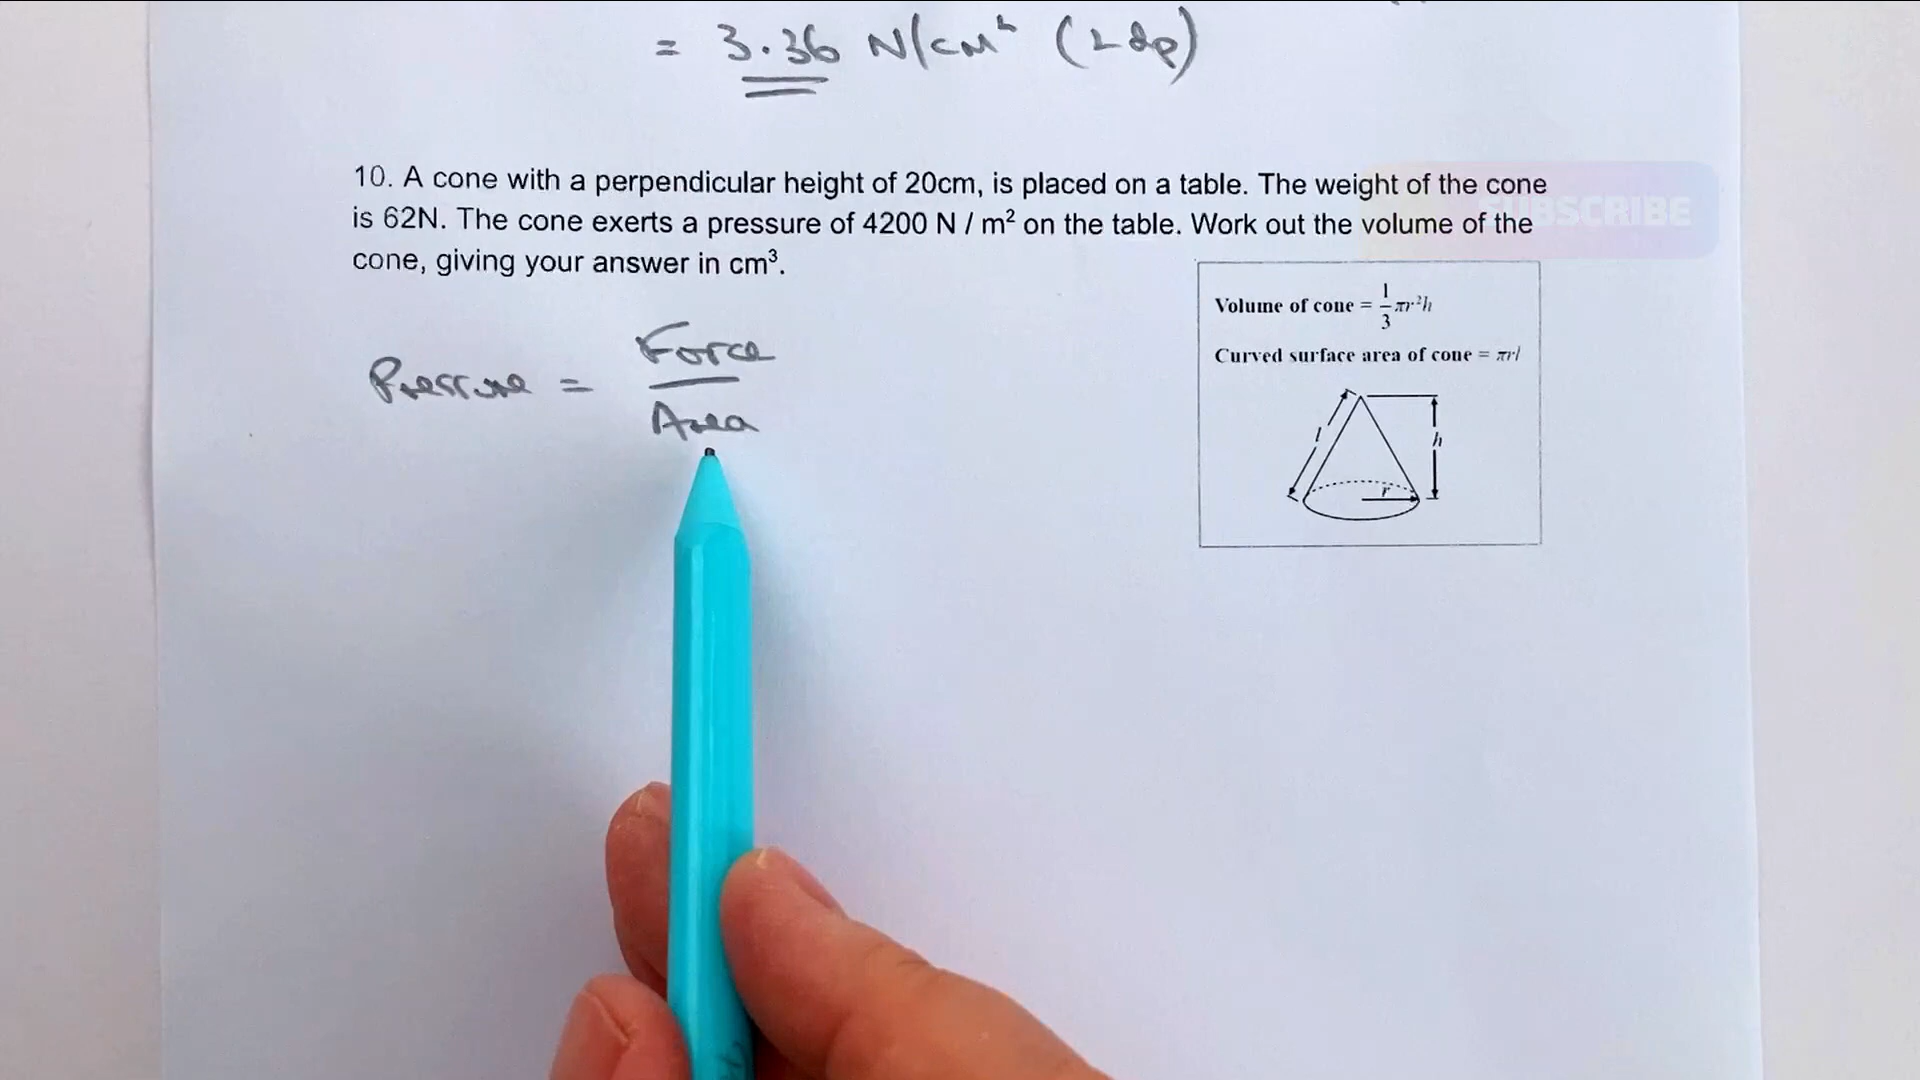 = 3.36 N/cm² (2dp)
10. A cone with a perpendicular height of 20cm, is placed on a table. The weight of the cone
SUBSCRIBE
is 62N. The cone exerts a pressure of 4200 N / m² on the table. Work out the volume of the
cone, giving your answer in cm³.
Volume of cone = 1/3 πr²h
Curved surface area of cone = πrl
Pressure = Force
Area
l
h
r